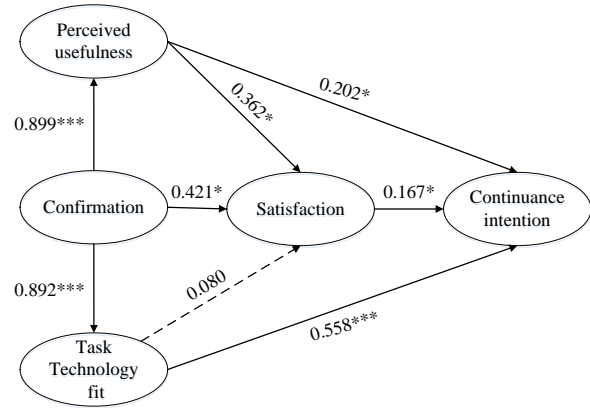 Perceived
usefulness
0.202*
0.362*
0.899***
Confirmation
0.421*
Satisfaction
0.167*
Continuance
intention
0.892***
0.080
0.558***
Task
Technology
fit